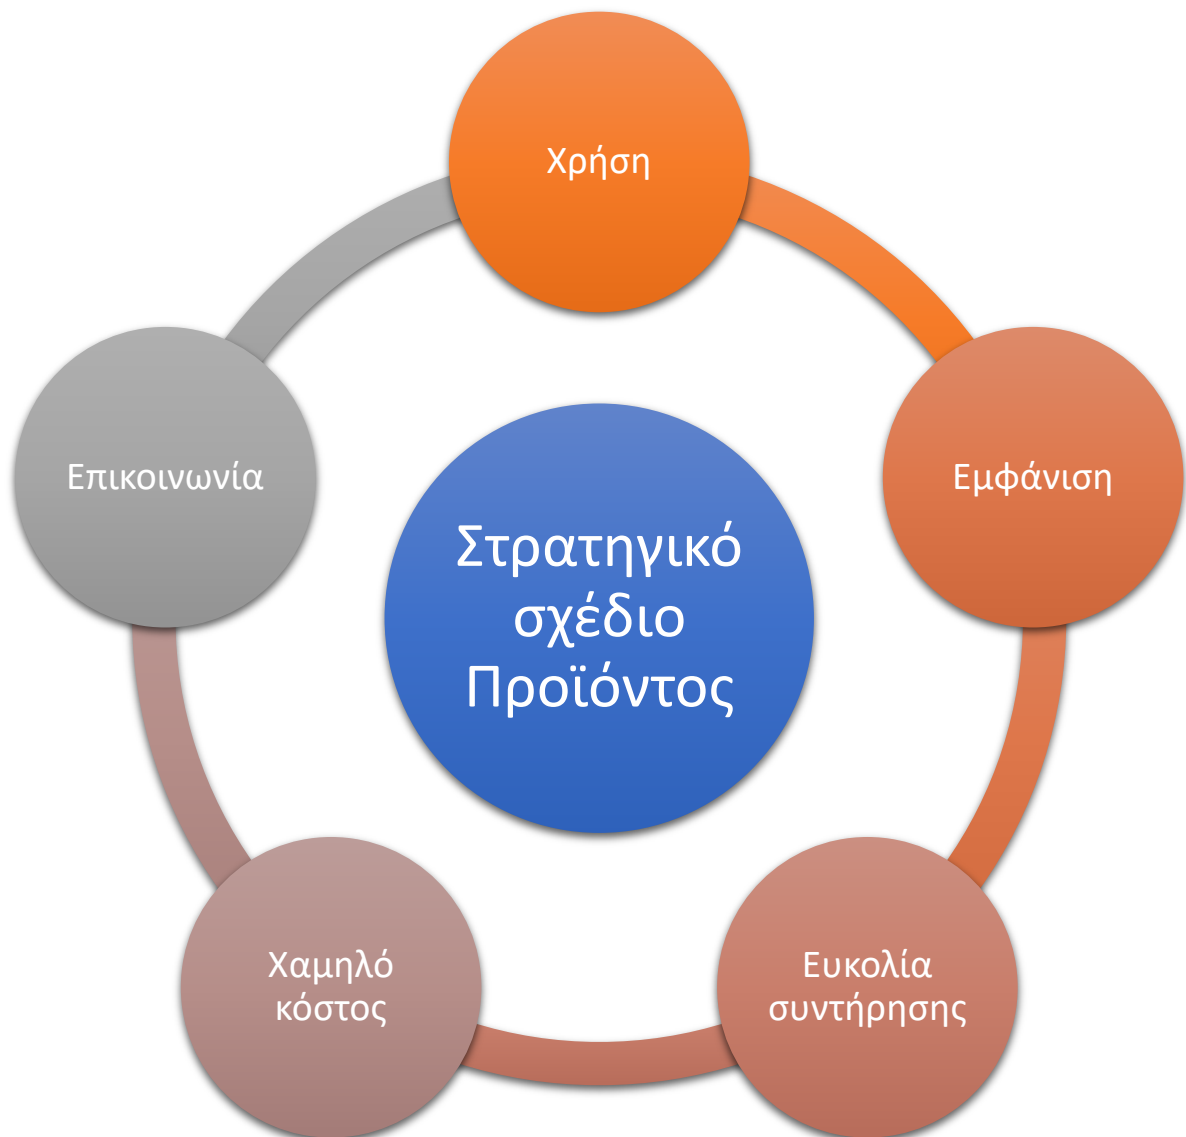 Χρήση
Εμφάνιση
Ευκολία
συντήρησης
Χαμηλό
κόστος
Επικοινωνία
Στρατηγικό
σχέδιο
Προϊόντος